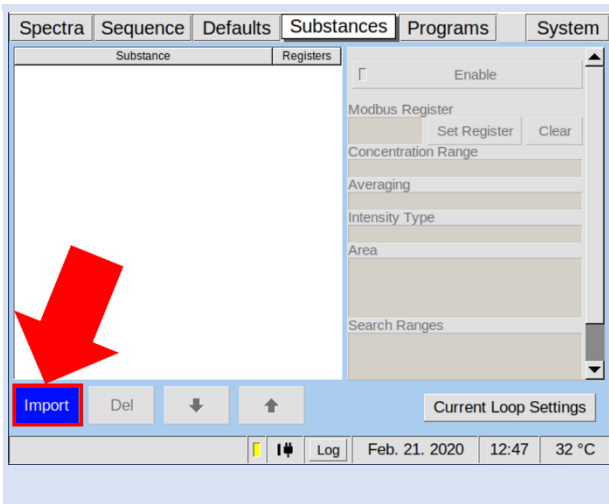 Spectra Sequence Defaults Substances Programs System
Substance Registers
Enable
Modbus Register
Set Register Clear
Concentration Range
Averaging
Intensity Type
Area
Search Ranges
Import Del Current Loop Settings
Log Feb. 21. 2020 12:47 32 °C